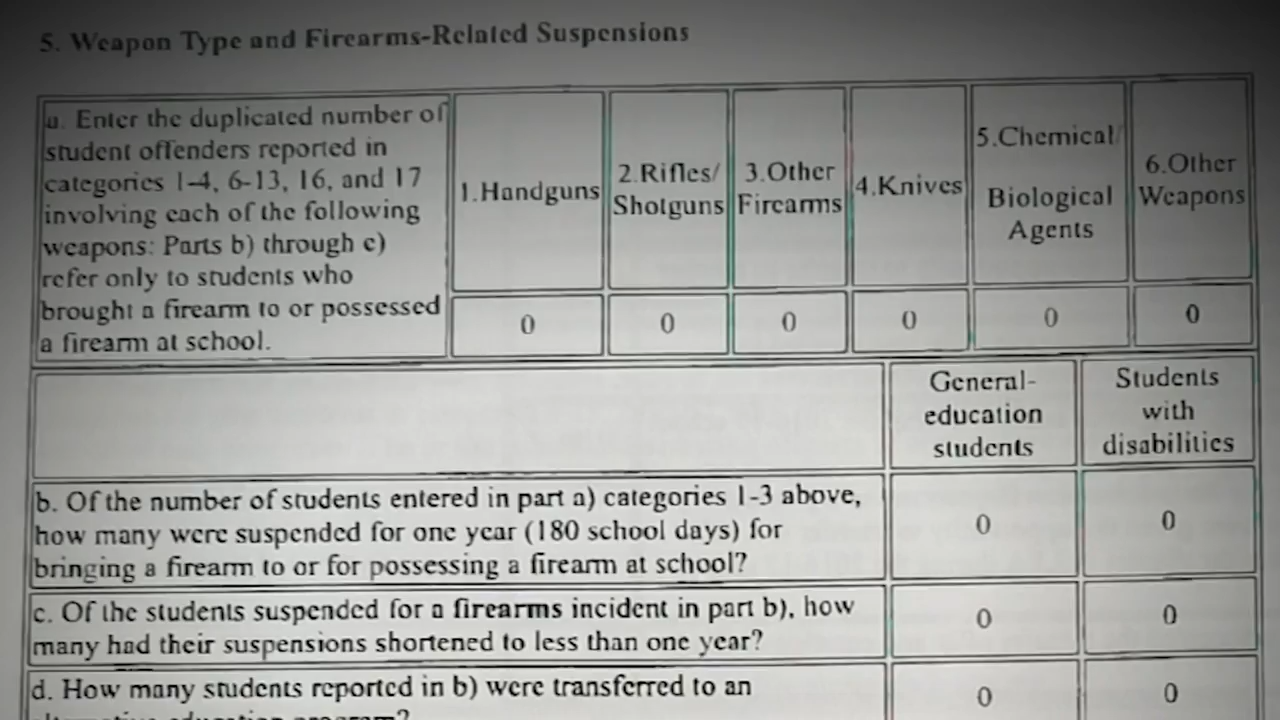 5. Weapon Type and Firearms-Related Suspensions
a. Enter the duplicated number of
student offenders reported in
categories 1-4, 6-13, 16, and 17
involving each of the following
weapons: Parts b) through e)
refer only to students who
brought a firearm to or possessed
a firearm at school.
1.Handguns
2.Rifles/
Shotguns
3.Other
Firearms
4.Knives
5.Chemical/
Biological
Agents
6.Other
Weapons
0
0
0
0
0
0
General-
education
students
Students
with
disabilities
b. Of the number of students entered in part a) categories 1-3 above,
how many were suspended for one year (180 school days) for
bringing a firearm to or for possessing a firearm at school?
0
0
c. Of the students suspended for a firearms incident in part b), how
many had their suspensions shortened to less than one year?
0
0
d. How many students reported in b) were transferred to an
0
0